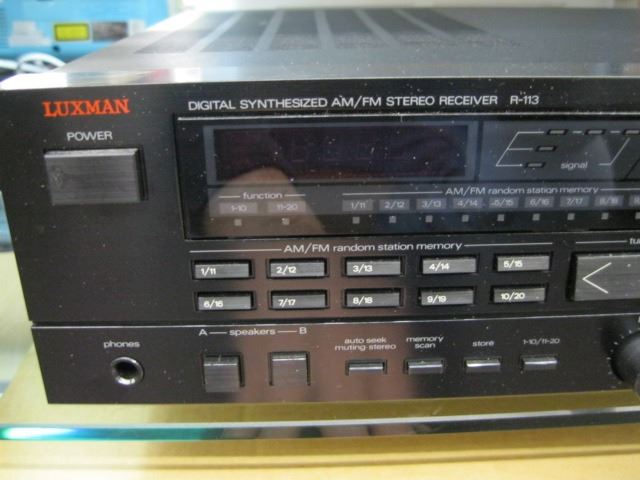 LUXMAN
DIGITAL SYNTHESIZED AM/FM STEREO RECEIVER R-113
POWER
signal
function
AM/FM random station memory
1-10 11-20 1/11 2/12 3/13 4/14 5/15 6/16 7/17 8/18
AM/FM random station memory
1/11 2/12 3/13 4/14 5/15
6/16 7/17 8/18 9/19 10/20
phones
A speakers B
auto seek
muting·stereo
memory
scan
store
1-10/11-20